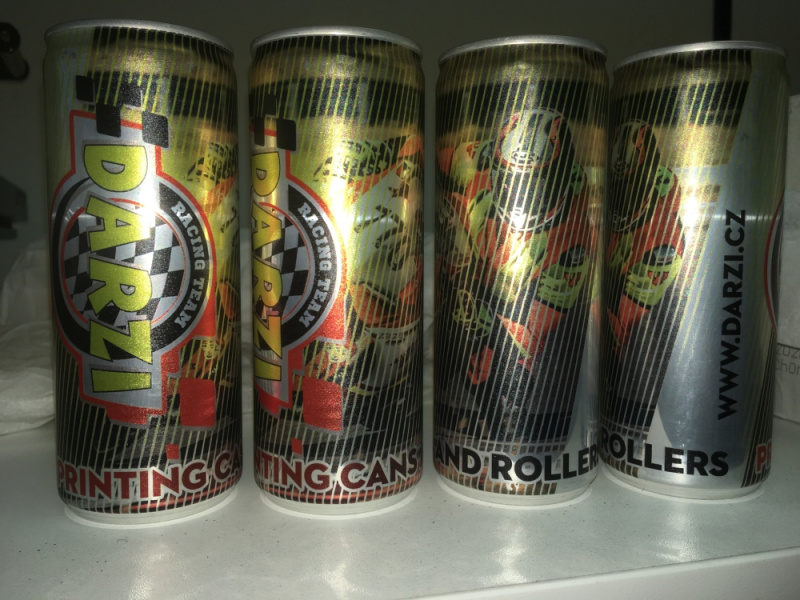 DARZI
RACING TEAM
PRINTING CA
DARZI
RACING TEAM
TING CANS
AND ROLLER
ROLLERS
WWW.DARZI.CZ
P